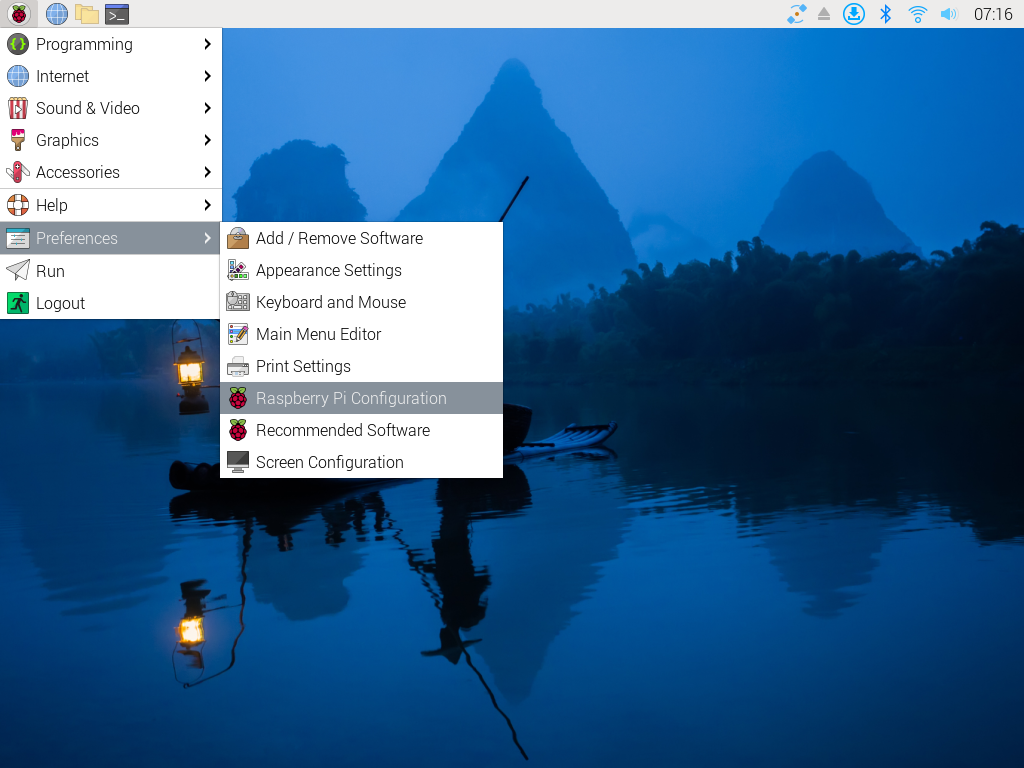 07:16
Programming
Internet
Sound & Video
Graphics
Accessories
Help
Preferences
Run
Logout
Add / Remove Software
Appearance Settings
Keyboard and Mouse
Main Menu Editor
Print Settings
Raspberry Pi Configuration
Recommended Software
Screen Configuration